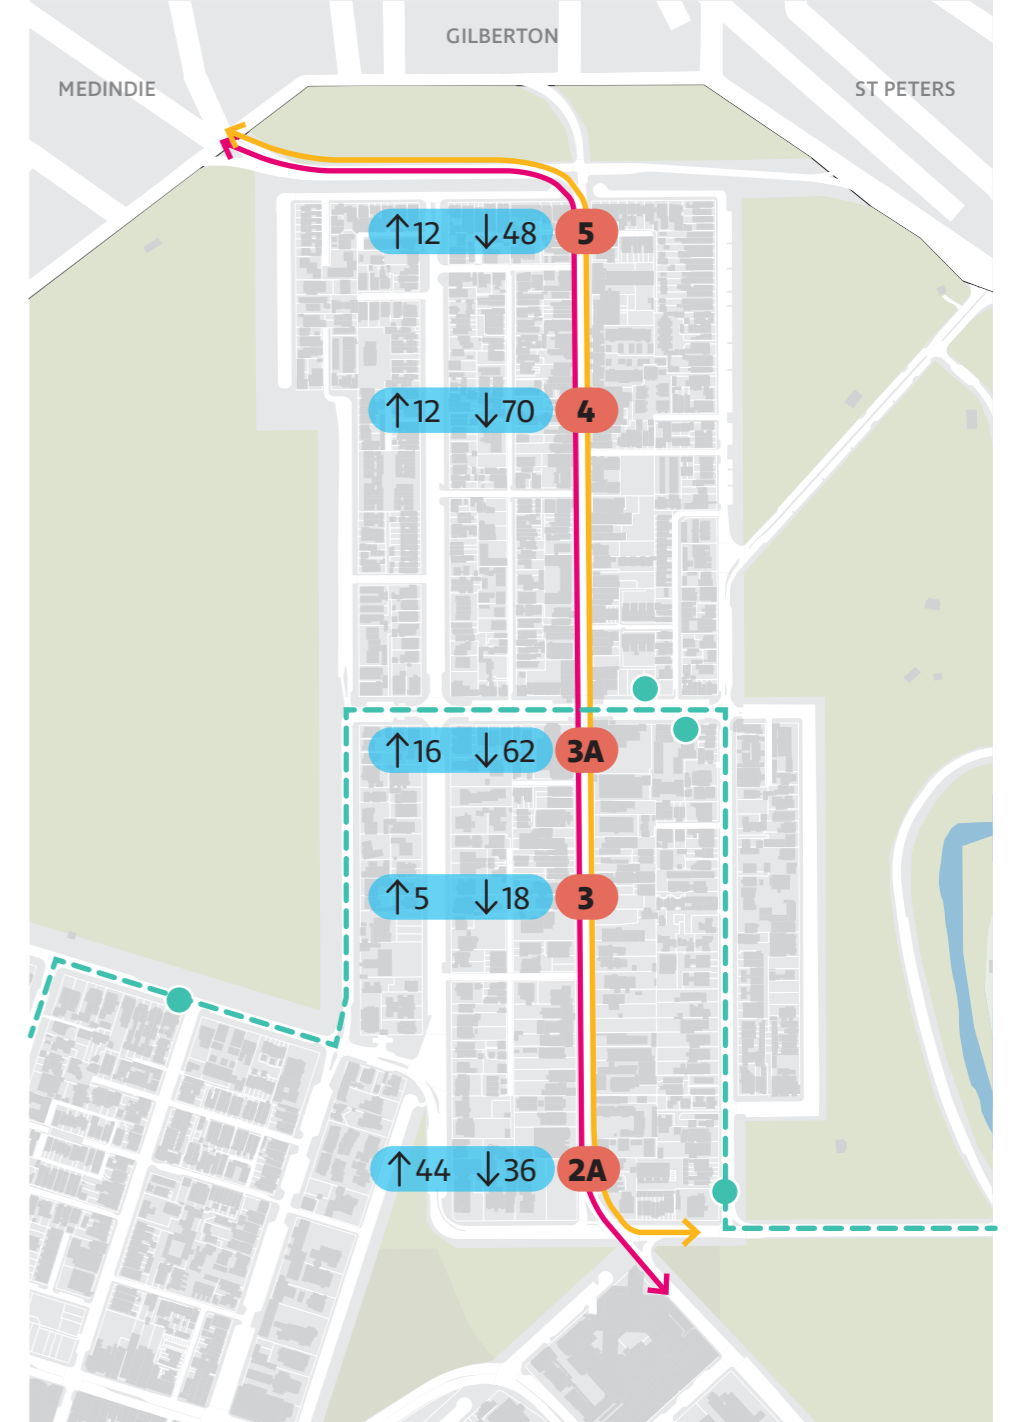 GILBERTON
MEDINDIE
ST PETERS
↑12 ↓48 5
↑12 ↓70 4
↑16 ↓62 3A
↑5 ↓18 3
↑44 ↓36 2A